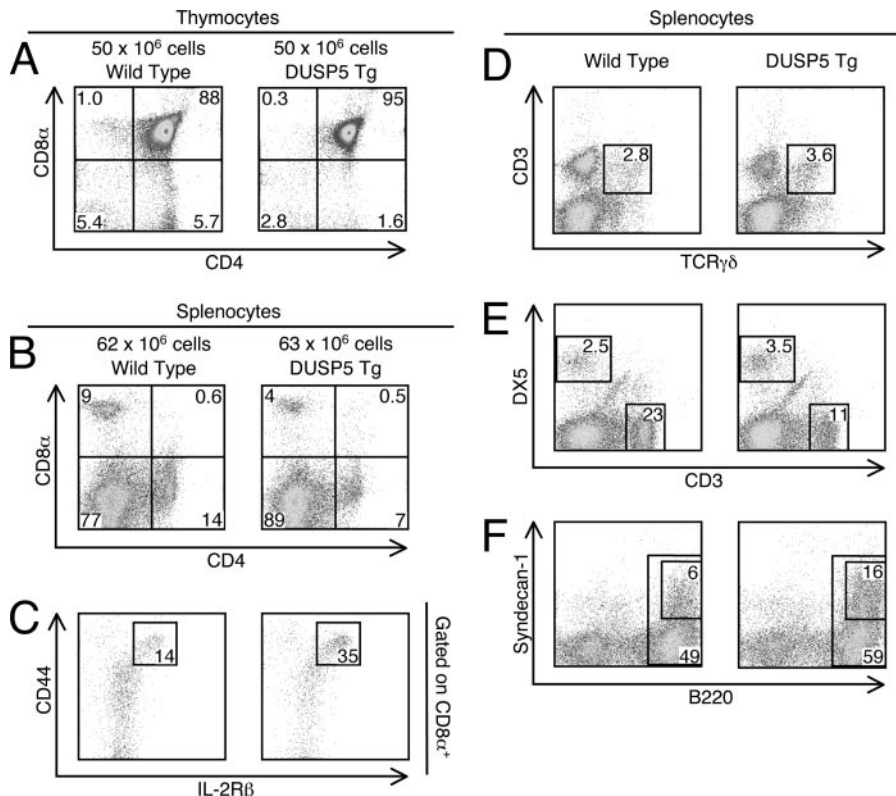 Thymocytes
A
50 x 10⁶ cells
Wild Type
50 x 10⁶ cells
DUSP5 Tg
CD8α
1.0
88
5.4
5.7
0.3
95
2.8
1.6
CD4
Splenocytes
B
62 x 10⁶ cells
Wild Type
63 x 10⁶ cells
DUSP5 Tg
CD8α
9
0.6
77
14
4
0.5
89
7
CD4
C
CD44
14
35
Gated on CD8α⁺
IL-2Rβ
Splenocytes
D
Wild Type
DUSP5 Tg
CD3
2.8
3.6
TCRγδ
E
DX5
2.5
23
3.5
11
CD3
F
Syndecan-1
6
49
16
59
B220